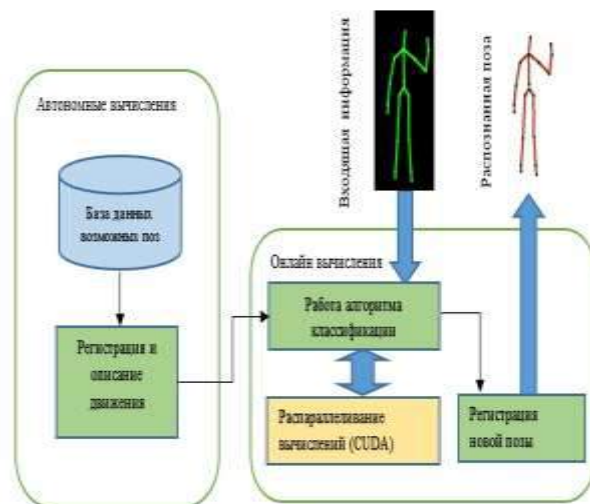 Автономные вычисления
База данных
возможных поз
Регистрация и
описание
движения
Входящая информация
Распознанная поза
Онлайн вычисления
Работа алгоритма
классификации
Распараллеливание
вычислений (CUDA)
Регистрация
новой позы